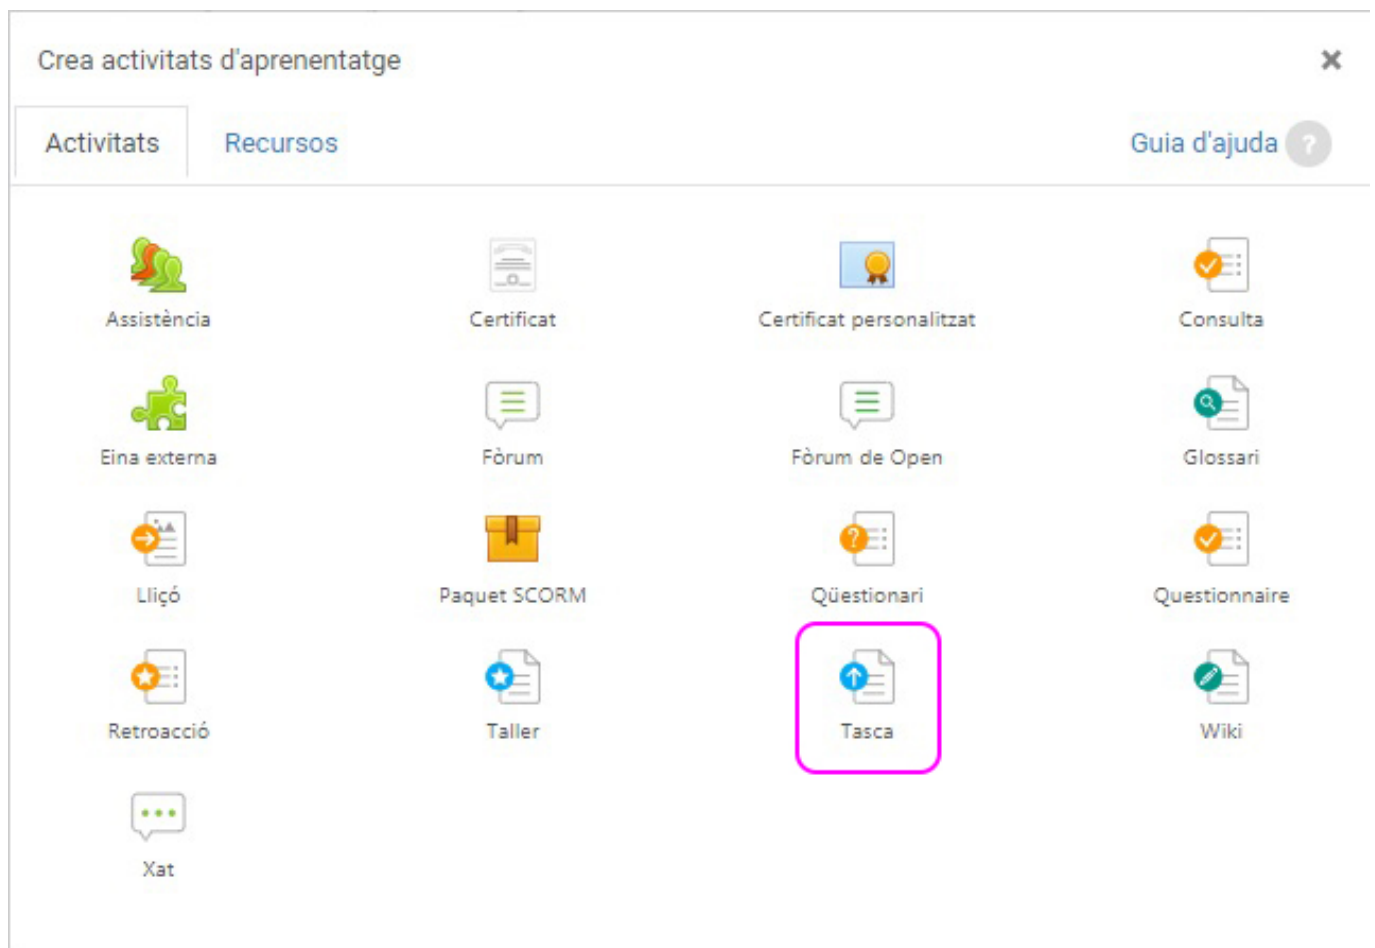 Crea activitats d'aprenentatge
Activitats Recursos Guia d'ajuda ?
Assistència Certificat Certificat personalitzat Consulta
Eina externa Fòrum Fòrum de Open Glossari
Lliçó Paquet SCORM Qüestionari Questionnaire
Retroacció Taller Tasca Wiki
Xat